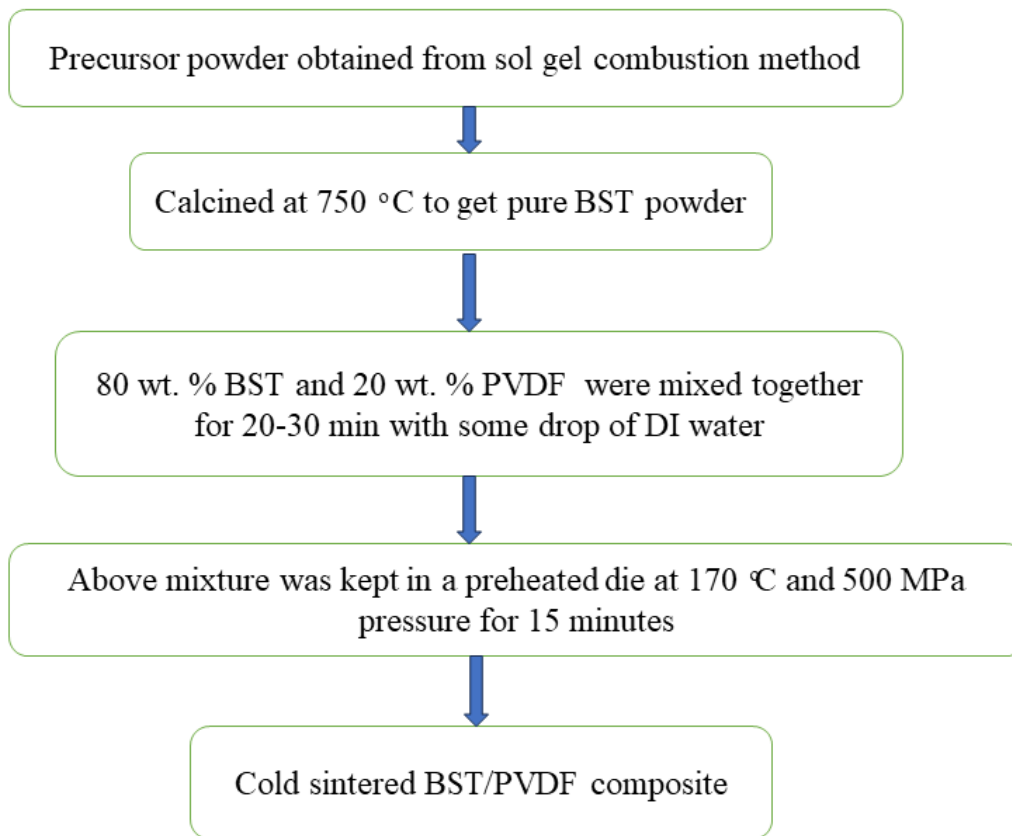 Precursor powder obtained from sol gel combustion method
Calcined at 750 °C to get pure BST powder
80 wt. % BST and 20 wt. % PVDF were mixed together
for 20-30 min with some drop of DI water
Above mixture was kept in a preheated die at 170 °C and 500 MPa
pressure for 15 minutes
Cold sintered BST/PVDF composite